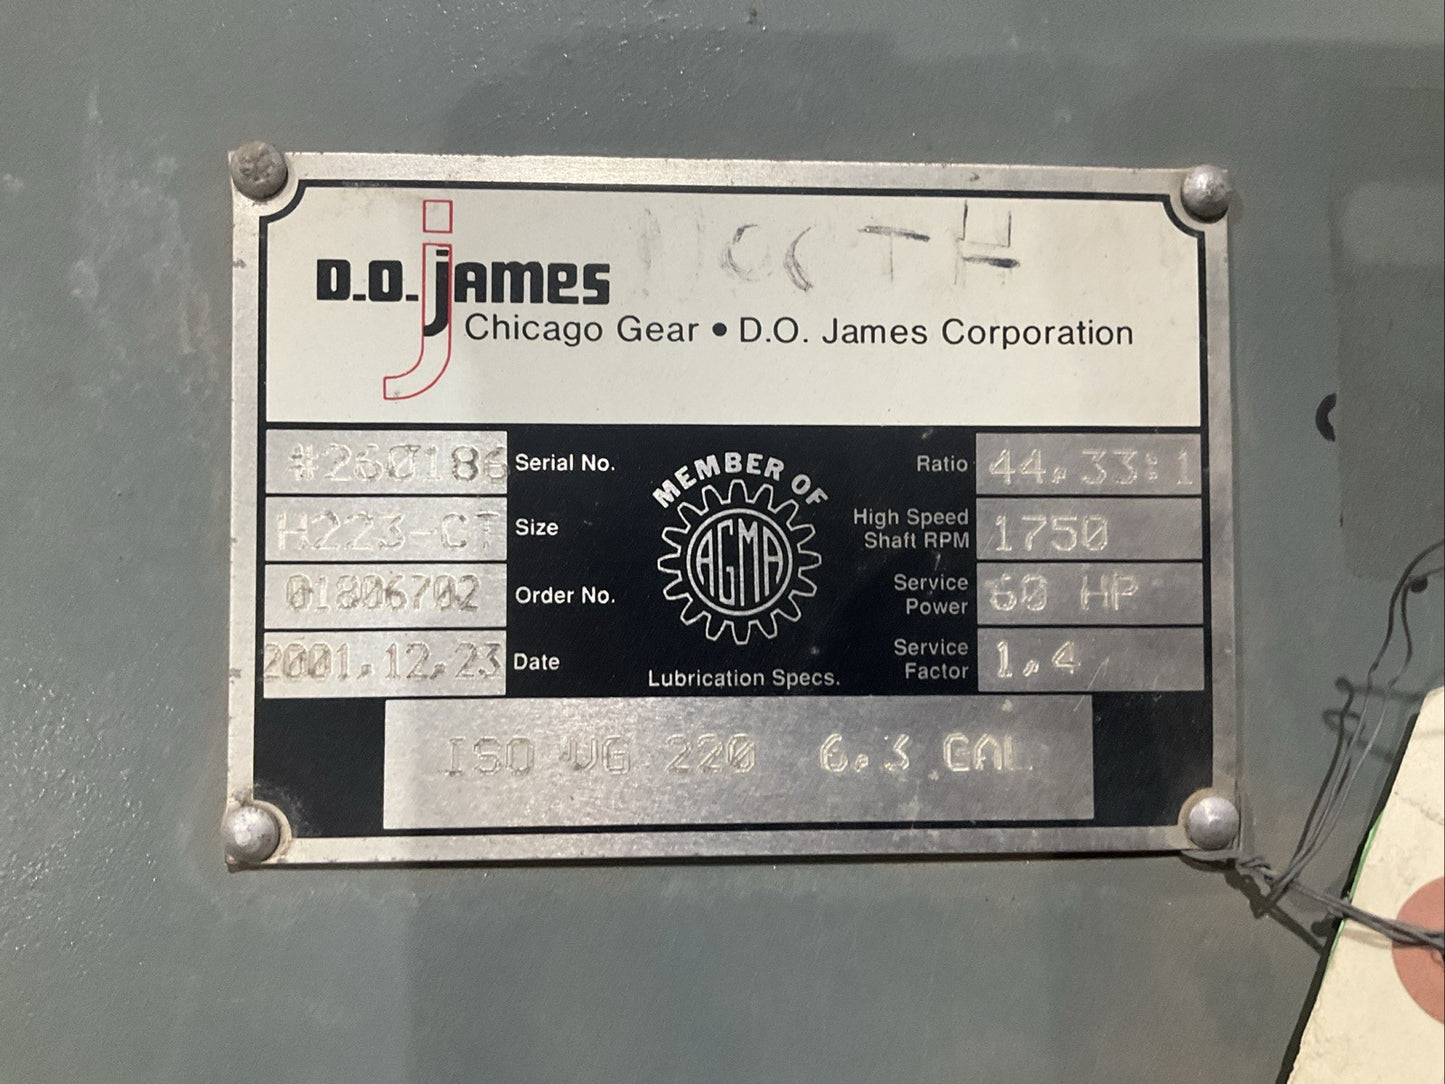 NORTH
D.O. james
Chicago Gear • D.O. James Corporation
#260186 Serial No.
H223-CT Size
01806702 Order No.
2001.12.23 Date
MEMBER OF
AGMA
Ratio 44.33:1
High Speed
Shaft RPM 1750
Service
Power 60 HP
Service
Factor 1.4
Lubrication Specs.
ISO VG 220 6.3 GAL